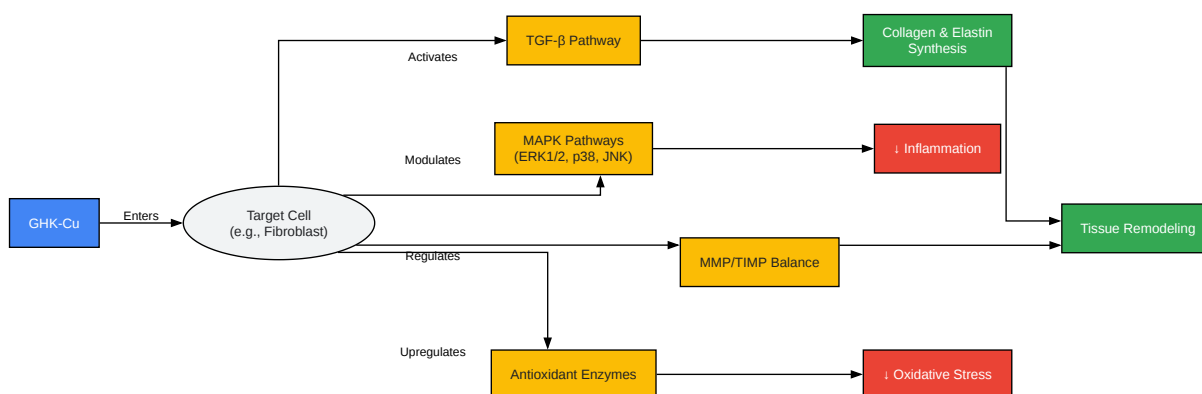 GHK-Cu
Enters
Target Cell
(e.g., Fibroblast)
Activates
TGF-β Pathway
Collagen & Elastin
Synthesis
Modulates
MAPK Pathways
(ERK1/2, p38, JNK)
↓ Inflammation
Regulates
MMP/TIMP Balance
Tissue Remodeling
Upregulates
Antioxidant Enzymes
↓ Oxidative Stress